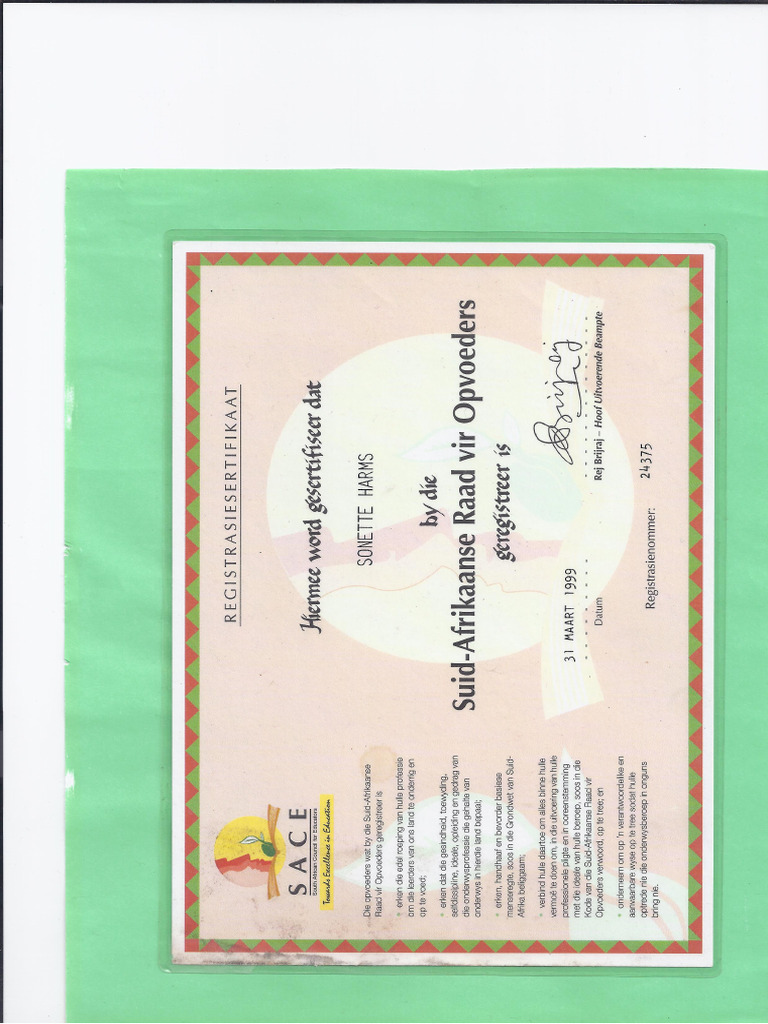 SACE
South African Council for Educators
Towards Excellence in Education
Die opvoeders wat by die Suid-Afrikaanse
Raad vir Opvoeders geregistreer is
• erken die edel roeping van hulle professie
om die leerders van ons land te onderrig en
op te voed;
• erken dat die gesindheid, toewyding,
selfdissipline, ideale, opleiding en gedrag van
die onderwysprofessie die gehalte van
onderwys in hierdie land bepaal;
• erken, handhaaf en bevorder basiese
menseregte, soos in die Grondwet van Suid-
Afrika beliggaam;
• verbind hulle daartoe om alles binne hulle
vermoë te doen om, in die uitvoering van hulle
professionele pligte en in ooreenstemming
met die ideale van hulle beroep, soos in die
Kode van die Suid-Afrikaanse Raad vir
Opvoeders verwoord, op te tree; en
• onderneem om op 'n verantwoordelike en
aanvaarbare wyse op te tree sodat hulle
optrede nie die onderwysberoep in onguns
bring nie.
REGISTRASIESERTIFIKAAT
Hiermee word gesertifiseer dat
SONETTE HARMS
by die
Suid-Afrikaanse Raad vir Opvoeders
geregistreer is
31 MAART 1999
Datum
Rej Brijraj – Hoof Uitvoerende Beampte
Registrasienommer: 24375